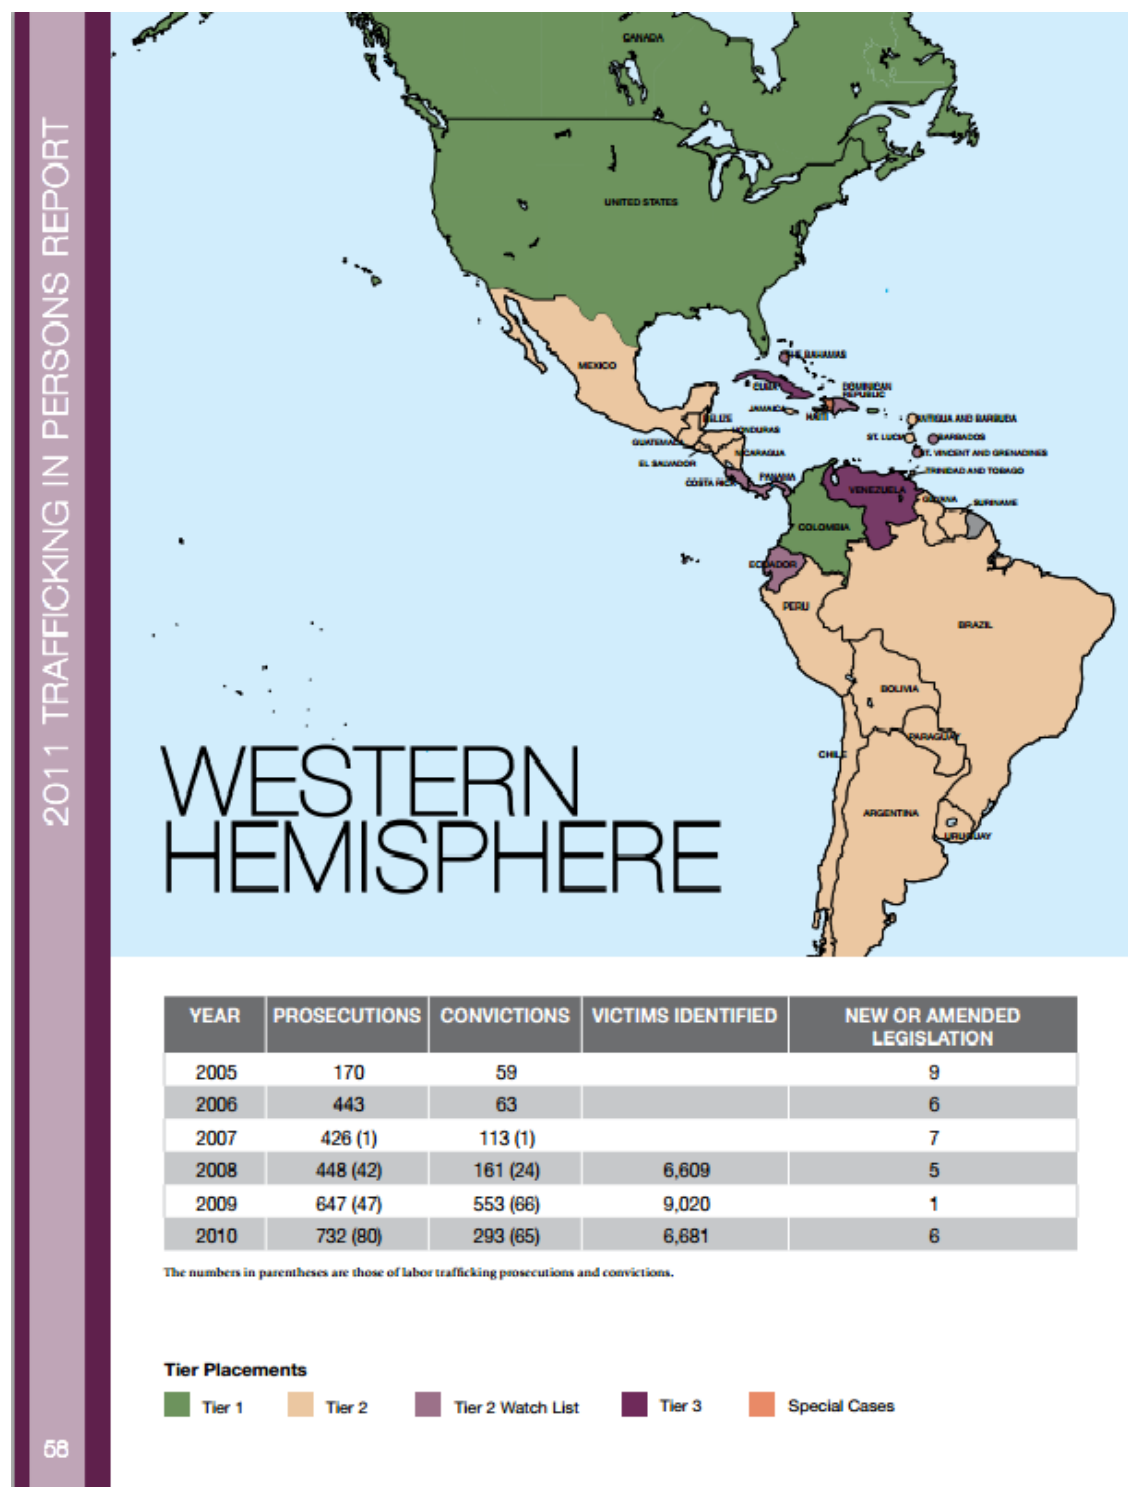 2011 TRAFFICKING IN PERSONS REPORT
58
CANADA
UNITED STATES
MEXICO
THE BAHAMAS
CUBA
DOMINICAN
REPUBLIC
JAMAICA
HAITI
BELIZE
ANTIGUA AND BARBUDA
HONDURAS
ST. LUCIA
BARBADOS
GUATEMALA
NICARAGUA
ST. VINCENT AND GRENADINES
EL SALVADOR
TRINIDAD AND TOBAGO
COSTA RICA
PANAMA
VENEZUELA
GUYANA
SURINAME
COLOMBIA
ECUADOR
PERU
BRAZIL
BOLIVIA
PARAGUAY
CHILE
ARGENTINA
URUGUAY
WESTERN
HEMISPHERE
YEAR PROSECUTIONS CONVICTIONS VICTIMS IDENTIFIED NEW OR AMENDED
LEGISLATION
2005 170 59 9
2006 443 63 6
2007 426 (1) 113 (1) 7
2008 448 (42) 161 (24) 6,609 5
2009 647 (47) 553 (66) 9,020 1
2010 732 (80) 293 (65) 6,681 6
The numbers in parentheses are those of labor trafficking prosecutions and convictions.
Tier Placements
Tier 1 Tier 2 Tier 2 Watch List Tier 3 Special Cases